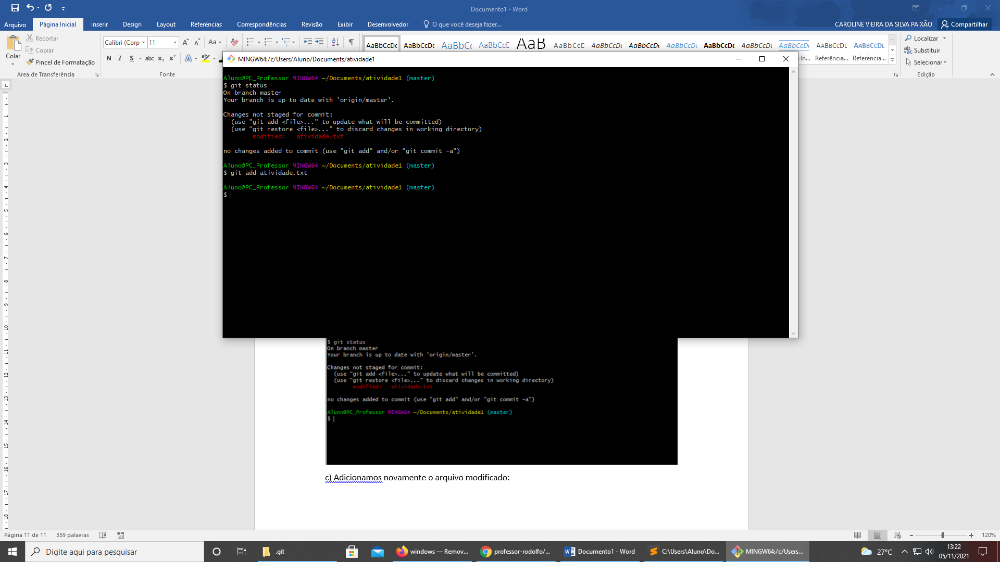 Documento1 - Word
Arquivo
Página Inicial
Inserir
Design
Layout
Referências
Correspondências
Revisão
Exibir
Desenvolvedor
O que você deseja fazer...
CAROLINE VIEIRA DA SILVA PAIXÃO
Compartilhar
Colar
Recortar
Copiar
Pincel de Formatação
Área de Transferência
Calibri (Corp
11
Aa
N I S abc x₂ x²
Fonte
AaBbCcDc AaBbCcDc AaBbCc AaBbCcD AaB AaBbCcD AaBbCcDc AaBbCcDc AaBbCcDc AaBbCcDc AaBbCcDc AaBbCcDc AABBCCDE AABBCCDE
Referência...
Referência...
Localizar
Substituir
Selecionar
Edição
MINGW64:/c/Users/Aluno/Documents/atividade1
Aluno@PC_Professor MINGW64 ~/Documents/atividade1 (master)
$ git status
On branch master
Your branch is up to date with 'origin/master'.
Changes not staged for commit:
(use "git add <file>..." to update what will be committed)
(use "git restore <file>..." to discard changes in working directory)
modified:   atividade.txt
no changes added to commit (use "git add" and/or "git commit -a")
Aluno@PC_Professor MINGW64 ~/Documents/atividade1 (master)
$ git add atividade.txt
Aluno@PC_Professor MINGW64 ~/Documents/atividade1 (master)
$
$ git status
On branch master
Your branch is up to date with 'origin/master'.
Changes not staged for commit:
(use "git add <file>..." to update what will be committed)
(use "git restore <file>..." to discard changes in working directory)
modified:   atividade.txt
no changes added to commit (use "git add" and/or "git commit -a")
Aluno@PC_Professor MINGW64 ~/Documents/atividade1 (master)
$
c) Adicionamos novamente o arquivo modificado:
Página 11 de 11
359 palavras
120%
Digite aqui para pesquisar
.git
windows — Remov...
professor-rodolfo/...
Documento1 - Word
C:\Users\Aluno\Do...
MINGW64:/c/Users...
27°C
13:22
05/11/2021